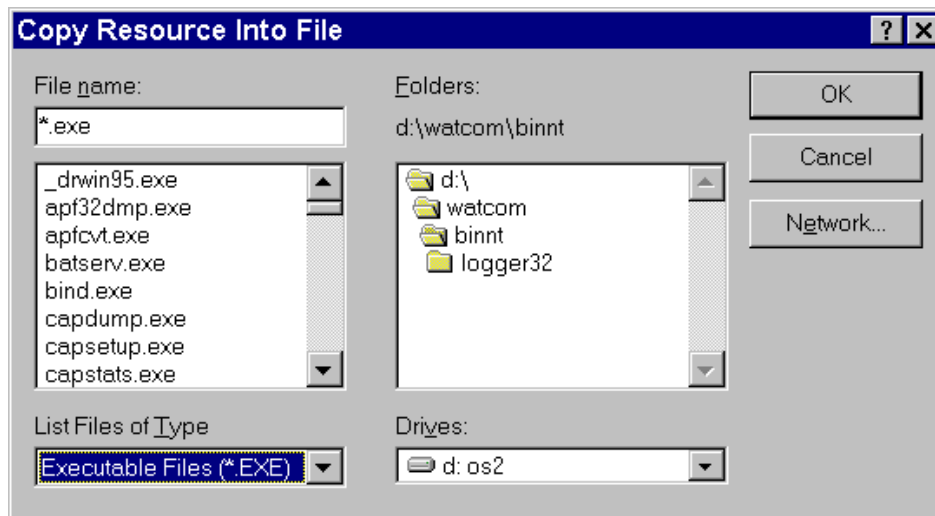 Copy Resource Into File
File name:
*.exe
_drwin95.exe
apf32dmp.exe
apfcvt.exe
batserv.exe
bind.exe
capdump.exe
capsetup.exe
capstats.exe
List Files of Type
Executable Files (*.EXE)
Folders:
d:\watcom\binnt
d:\
watcom
binnt
logger32
Drives:
d: os2
OK
Cancel
Network...